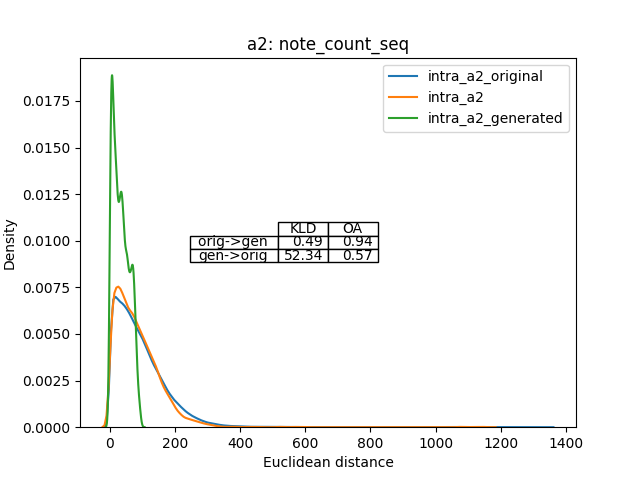 a2: note_count_seq
intra_a2_original
intra_a2
intra_a2_generated
KLD OA
orig->gen 0.49 0.94
gen->orig 52.34 0.57
Density
0.0175
0.0150
0.0125
0.0100
0.0075
0.0050
0.0025
0.0000
0 200 400 600 800 1000 1200 1400
Euclidean distance